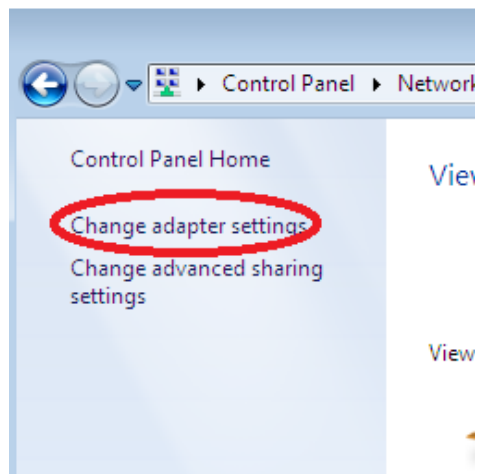 Control Panel Network
Control Panel Home
View
Change adapter settings
Change advanced sharing
settings
View